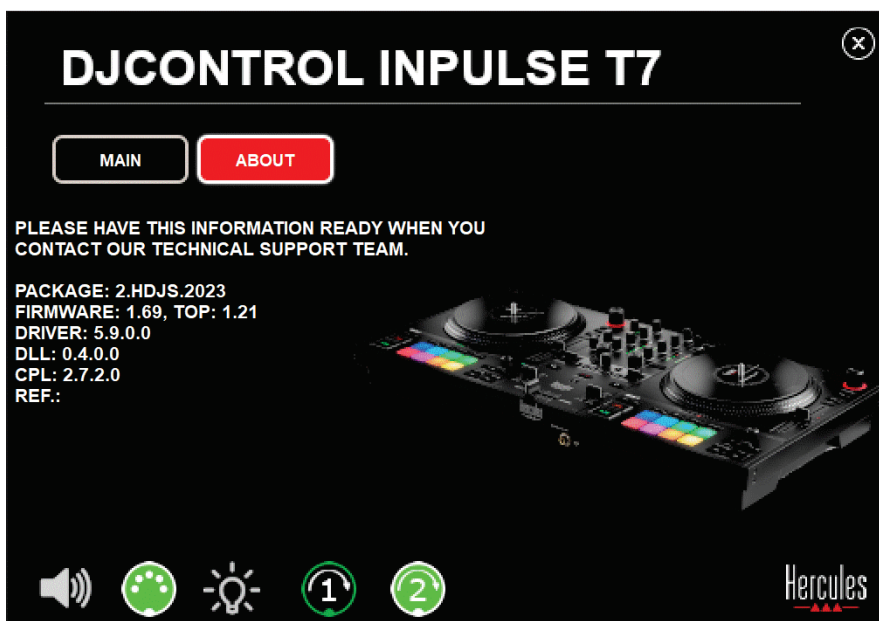 DJCONTROL INPULSE T7
MAIN
ABOUT
PLEASE HAVE THIS INFORMATION READY WHEN YOU
CONTACT OUR TECHNICAL SUPPORT TEAM.
PACKAGE: 2.HDJS.2023
FIRMWARE: 1.69, TOP: 1.21
DRIVER: 5.9.0.0
DLL: 0.4.0.0
CPL: 2.7.2.0
REF.:
1
2
Hercules